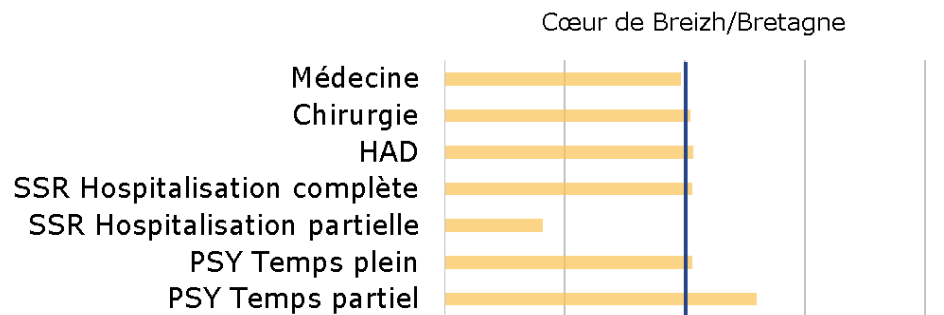 Cœur de Breizh/Bretagne
Médecine
Chirurgie
HAD
SSR Hospitalisation complète
SSR Hospitalisation partielle
PSY Temps plein
PSY Temps partiel